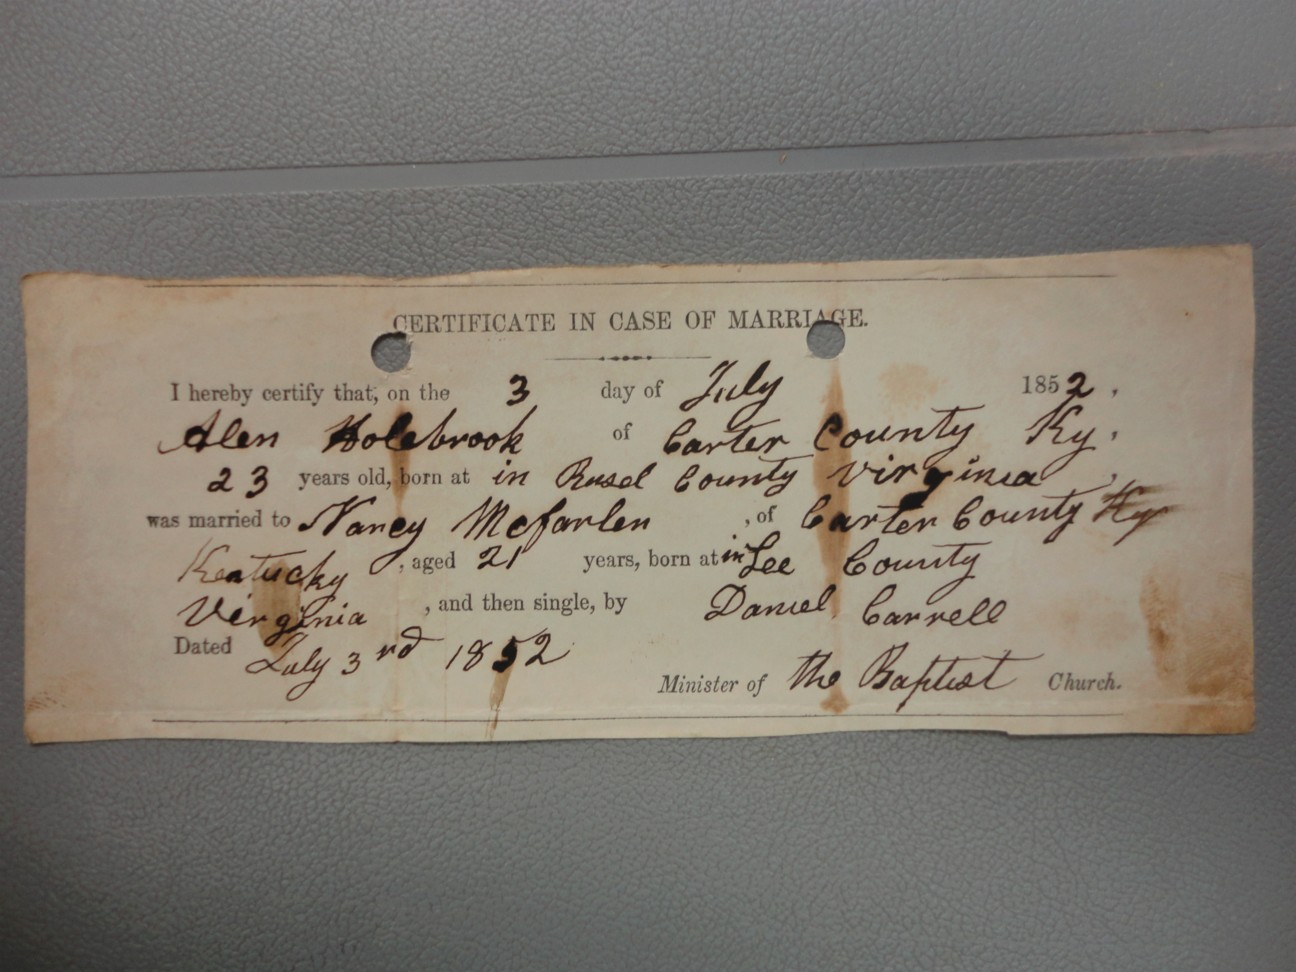 CERTIFICATE IN CASE OF MARRIAGE.
I hereby certify that, on the 3 day of July 1852,
Alen Holebrook of Carter County Ky.
23 years old, born at in Rusel County Virginia,
was married to Nancy Mcfarlen, of Carter County Ky
Kentucky, aged 21 years, born at in Lee County
Virginia, and then single, by Daniel Carrell
Dated July 3rd 1852
Minister of the Baptist Church.